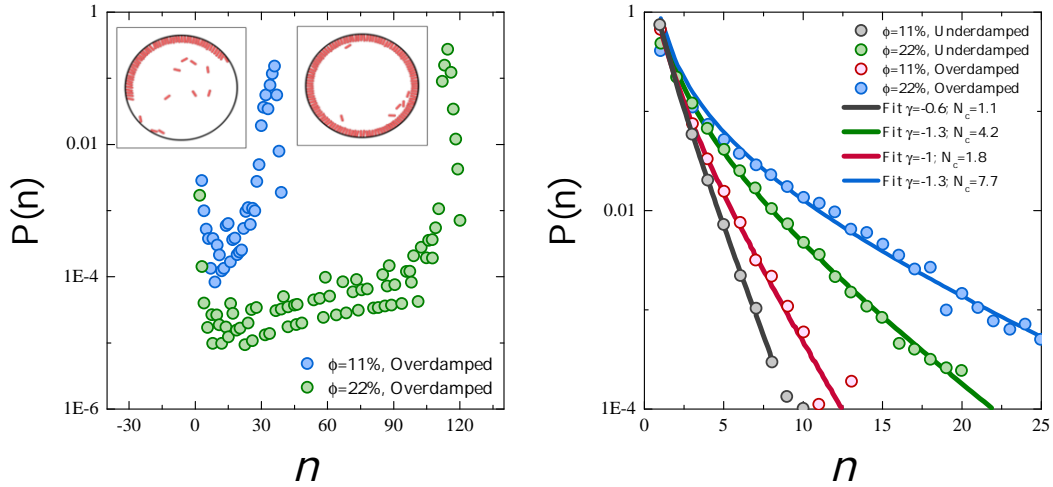 1
0.01
1E-4
1E-6
P(n)
-30
0
30
60
90
120
n
ϕ=11%, Overdamped
ϕ=22%, Overdamped
1
0.01
1E-4
P(n)
0
5
10
15
20
25
n
ϕ=11%, Underdamped
ϕ=22%, Underdamped
ϕ=11%, Overdamped
ϕ=22%, Overdamped
Fit γ=-0.6; N_c=1.1
Fit γ=-1.3; N_c=4.2
Fit γ=-1; N_c=1.8
Fit γ=-1.3; N_c=7.7